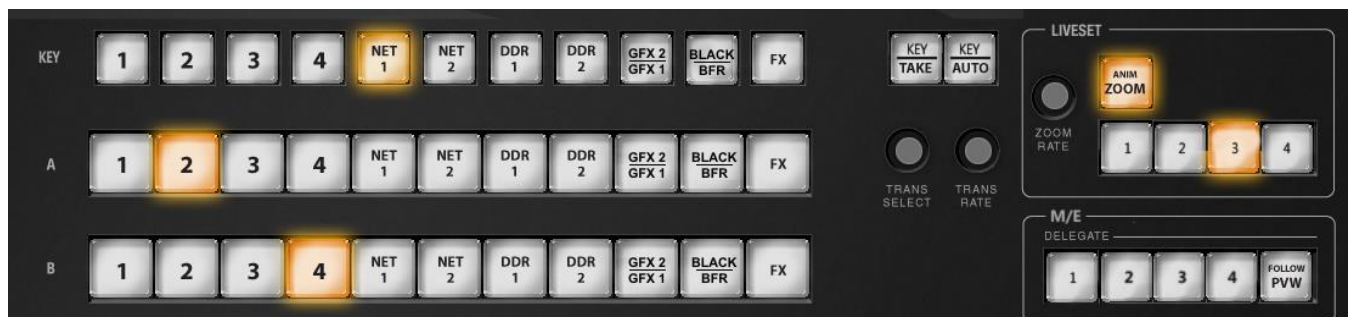 KEY 1 2 3 4 NET 1 NET 2 DDR 1 DDR 2 GFX 2 GFX 1 BLACK BFR FX
KEY TAKE KEY AUTO
A 1 2 3 4 NET 1 NET 2 DDR 1 DDR 2 GFX 2 GFX 1 BLACK BFR FX
TRANS SELECT TRANS RATE
B 1 2 3 4 NET 1 NET 2 DDR 1 DDR 2 GFX 2 GFX 1 BLACK BFR FX
LIVESET
ANIM ZOOM
ZOOM RATE
1 2 3 4
M/E
DELEGATE
1 2 3 4 FOLLOW PVW